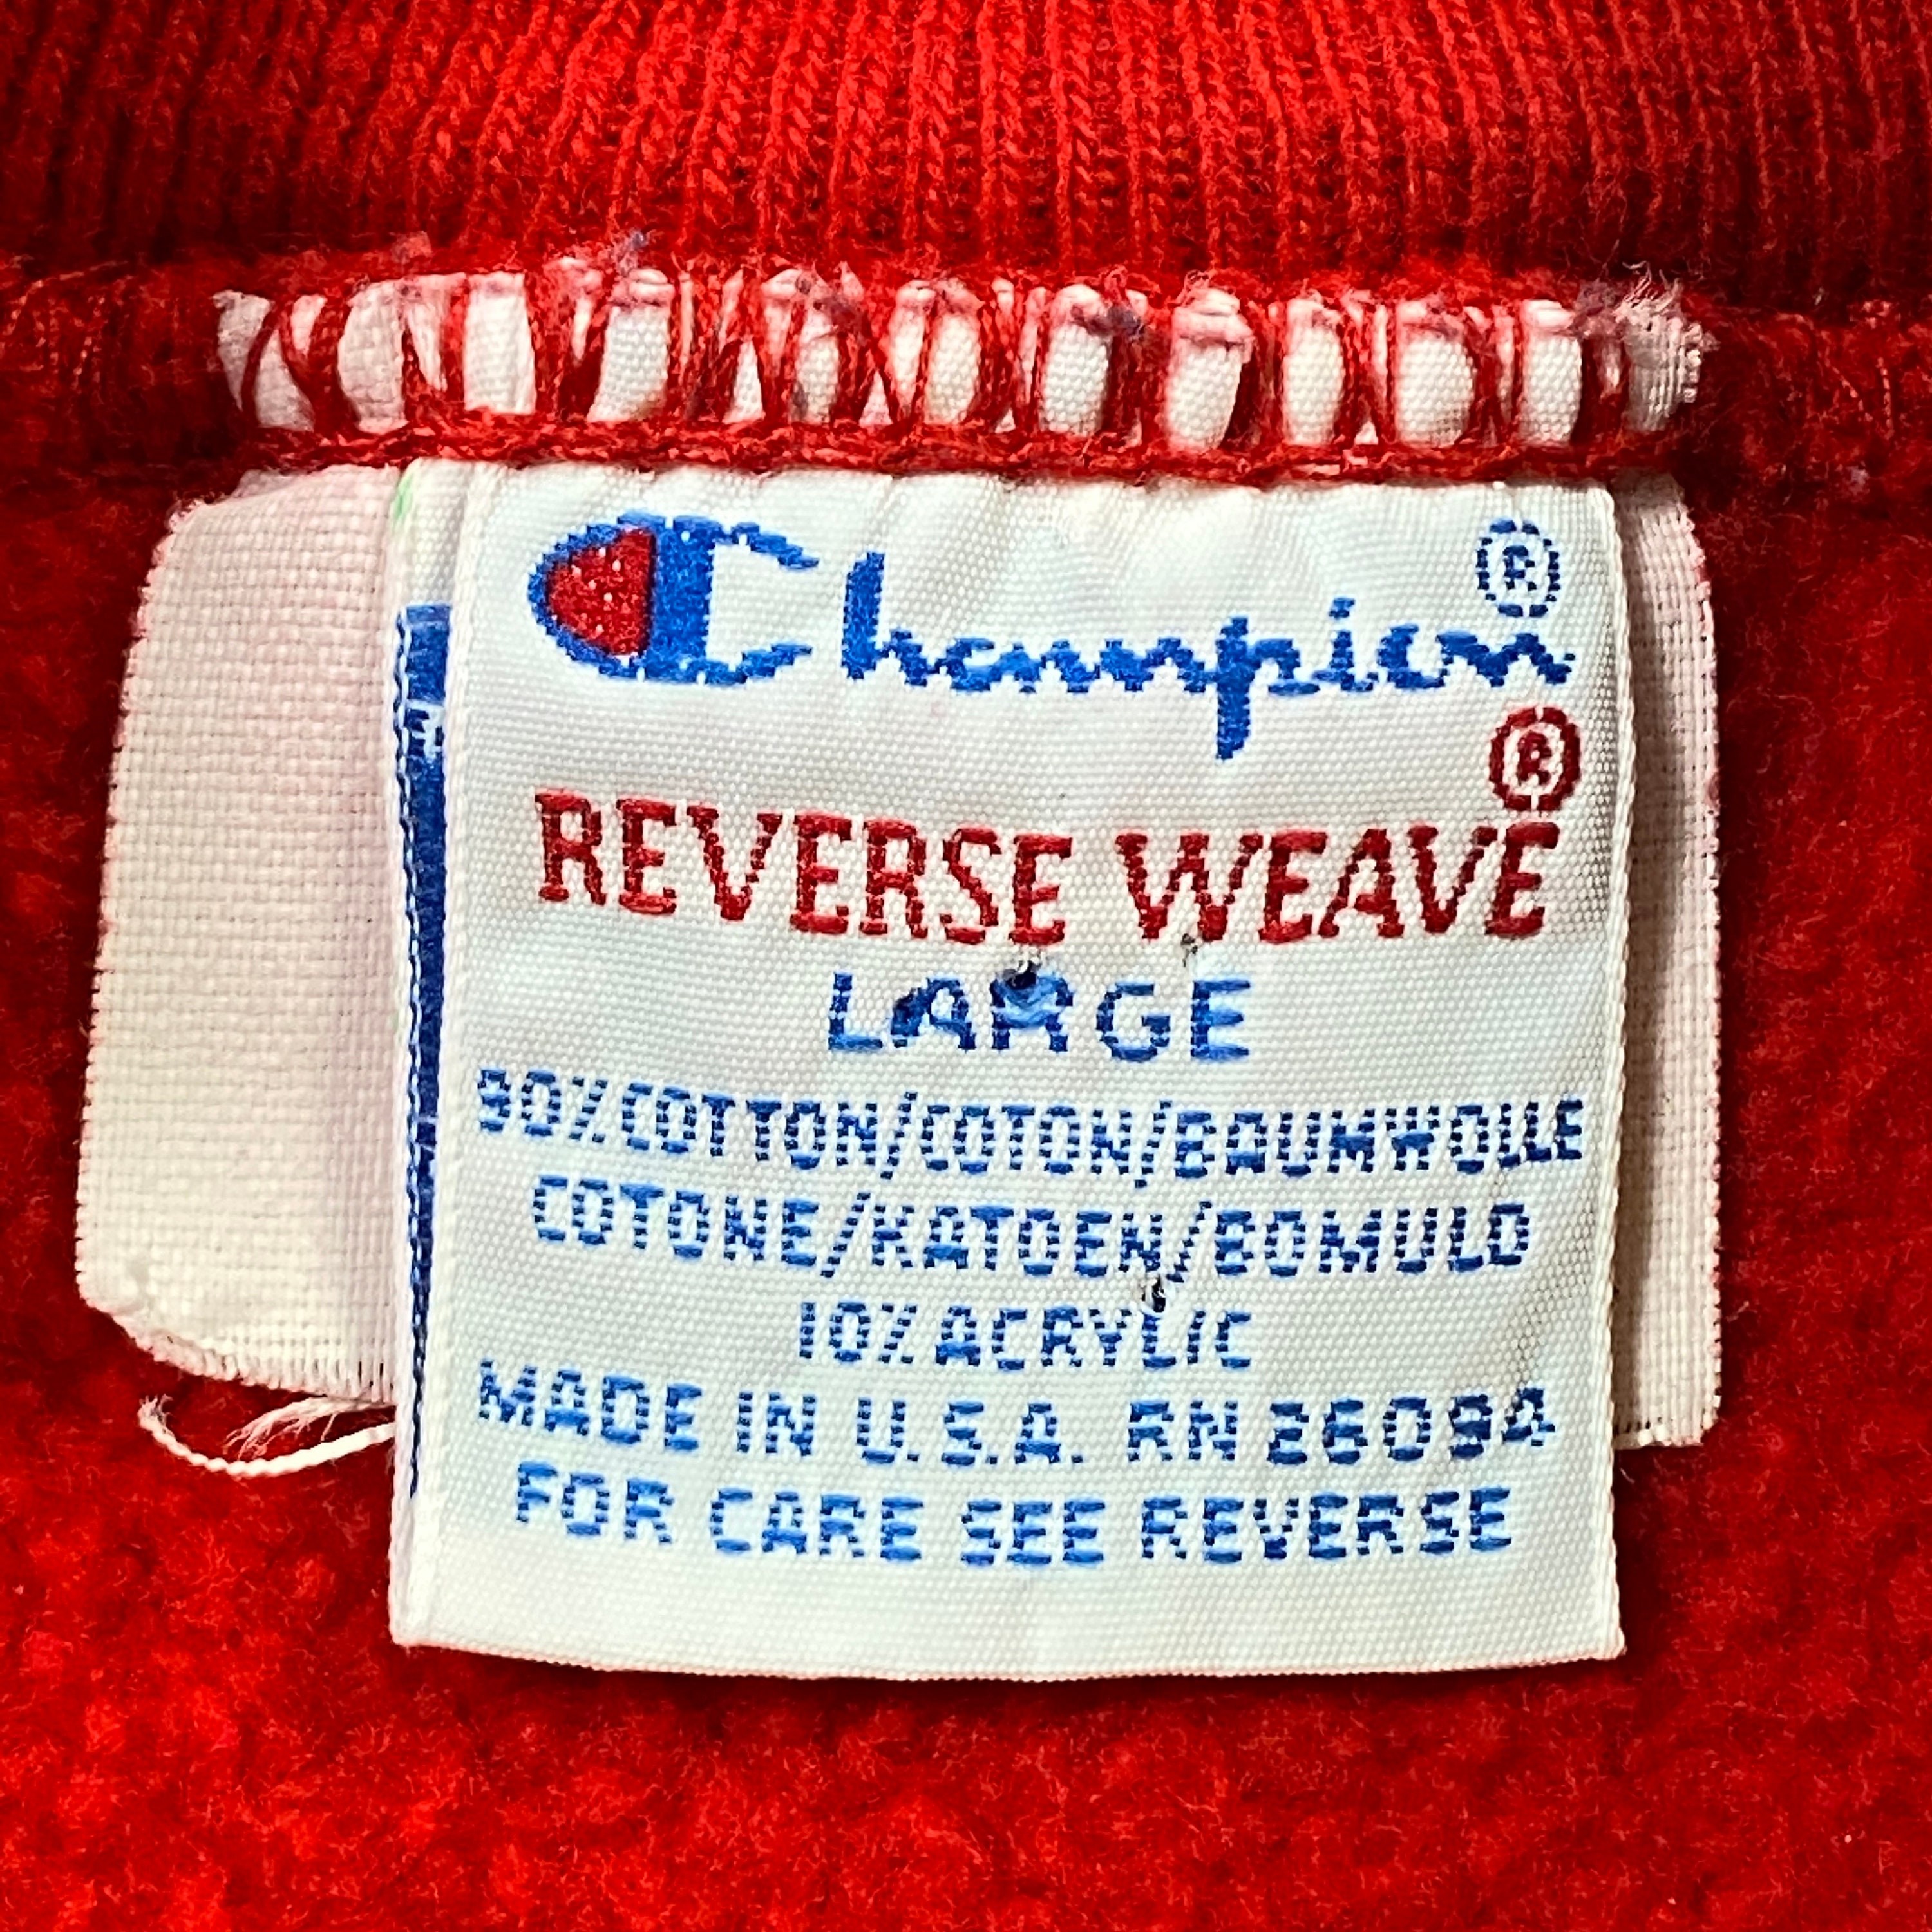 Champion®
®
REVERSE WEAVE
LARGE
90% COTTON/COTON/BAUMWOLLE
COTONE/KATOEN/BOMULD
10% ACRYLIC
MADE IN U.S.A. RN 26094
FOR CARE SEE REVERSE